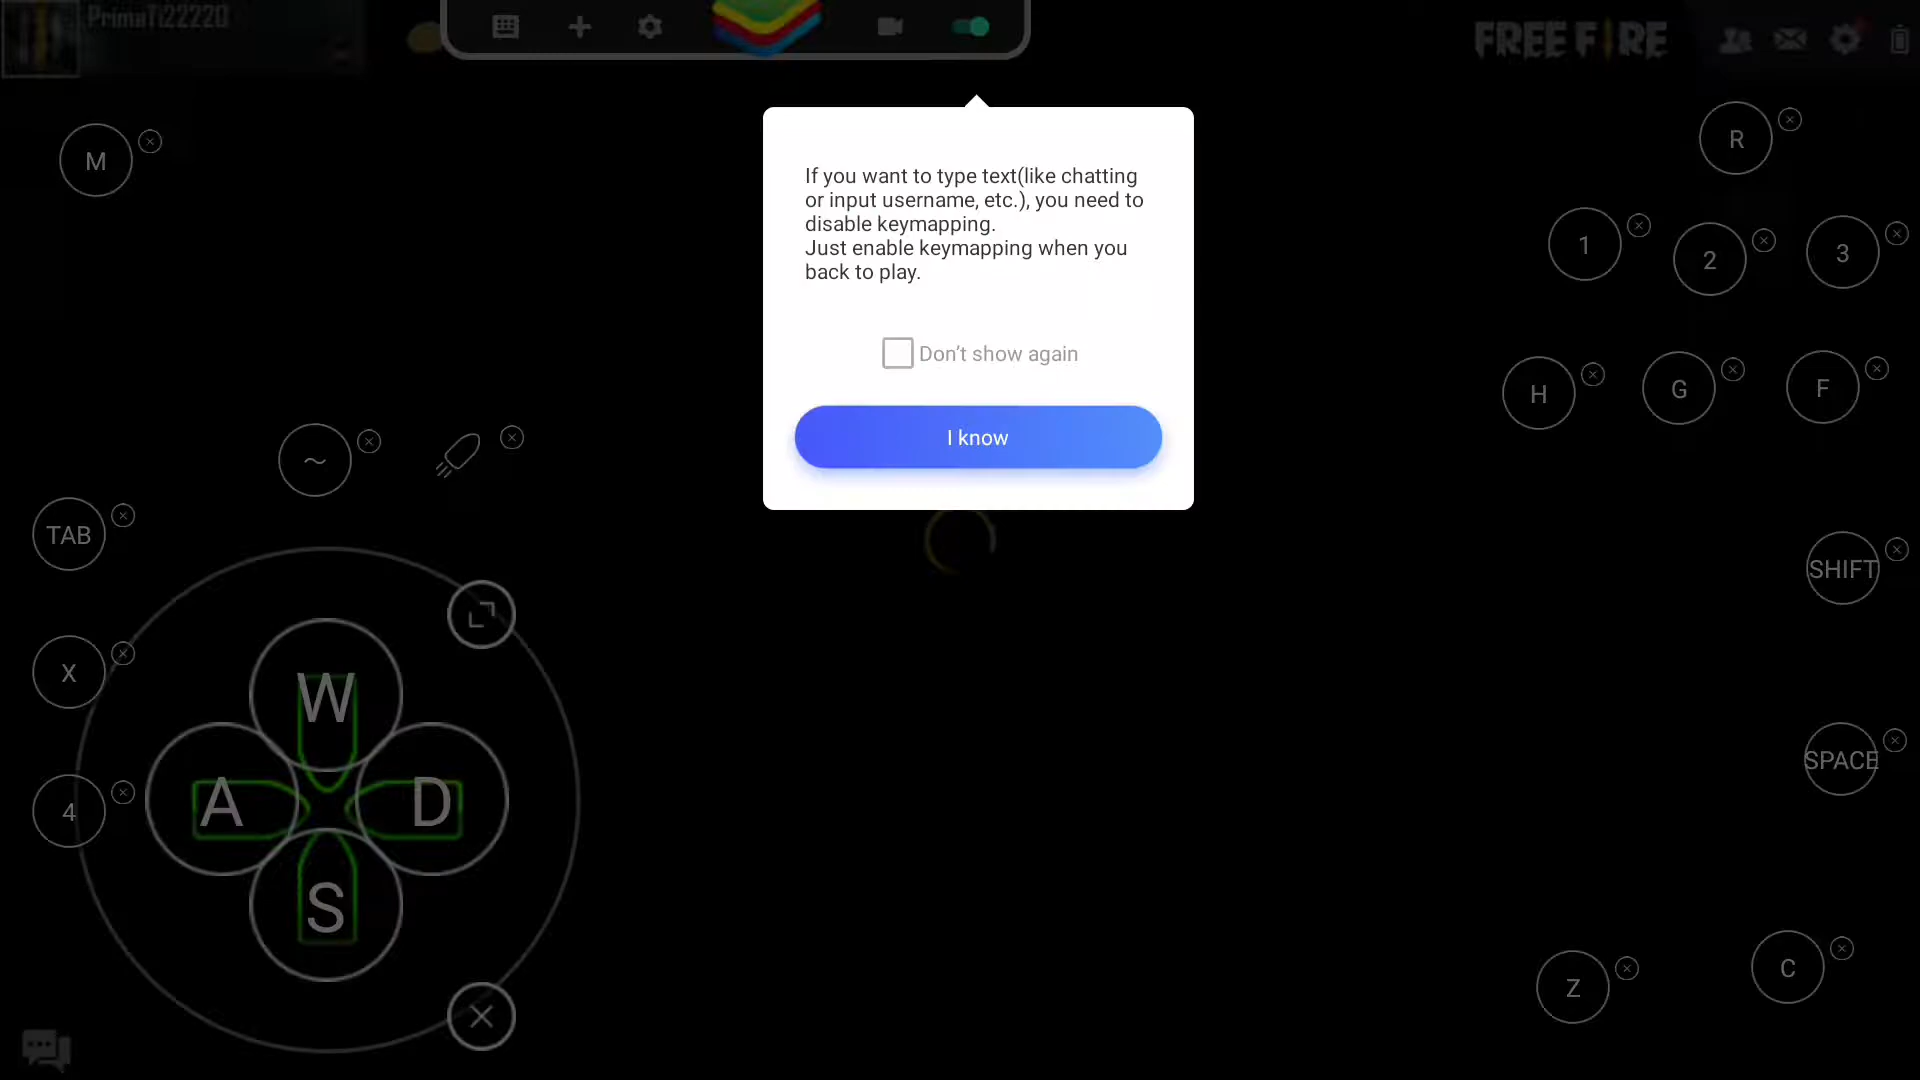 PrimaTi22220
FREE FIRE
M
R
If you want to type text(like chatting
or input username, etc.), you need to
disable keymapping.
Just enable keymapping when you
back to play.
1
2
3
Don't show again
H
G
F
I know
~
TAB
SHIFT
X
W
SPACE
A
D
4
S
Z
C